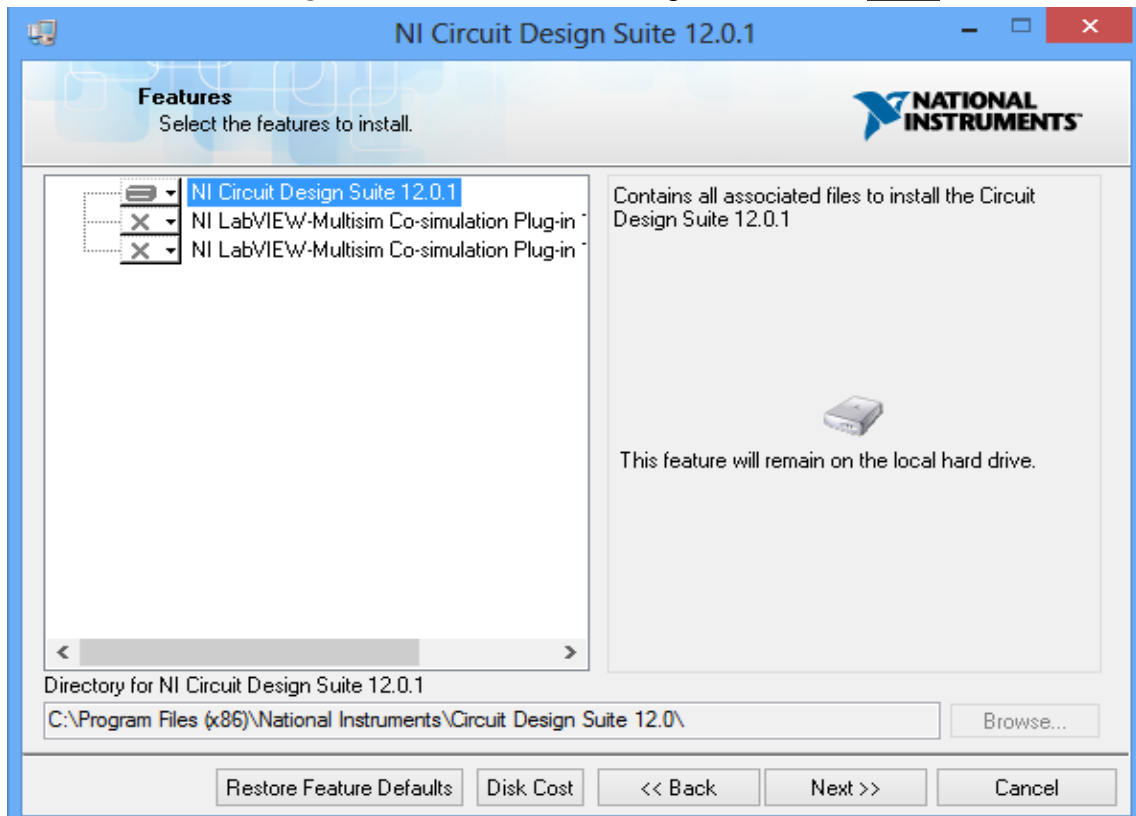 NI Circuit Design Suite 12.0.1
Features
Select the features to install.
NATIONAL
INSTRUMENTS
NI Circuit Design Suite 12.0.1
NI LabVIEW-Multisim Co-simulation Plug-in
NI LabVIEW-Multisim Co-simulation Plug-in
Contains all associated files to install the Circuit
Design Suite 12.0.1
This feature will remain on the local hard drive.
Directory for NI Circuit Design Suite 12.0.1
C:\Program Files (x86)\National Instruments\Circuit Design Suite 12.0\
Browse...
Restore Feature Defaults
Disk Cost
<< Back
Next >>
Cancel